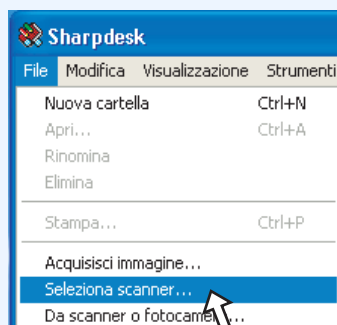 Sharpdesk
File Modifica Visualizzazione Strumenti
Nuova cartella Ctrl+N
Apri... Ctrl+A
Rinomina
Elimina
Stampa... Ctrl+P
Acquisisci immagine...
Seleziona scanner...
Da scanner o fotocamera...